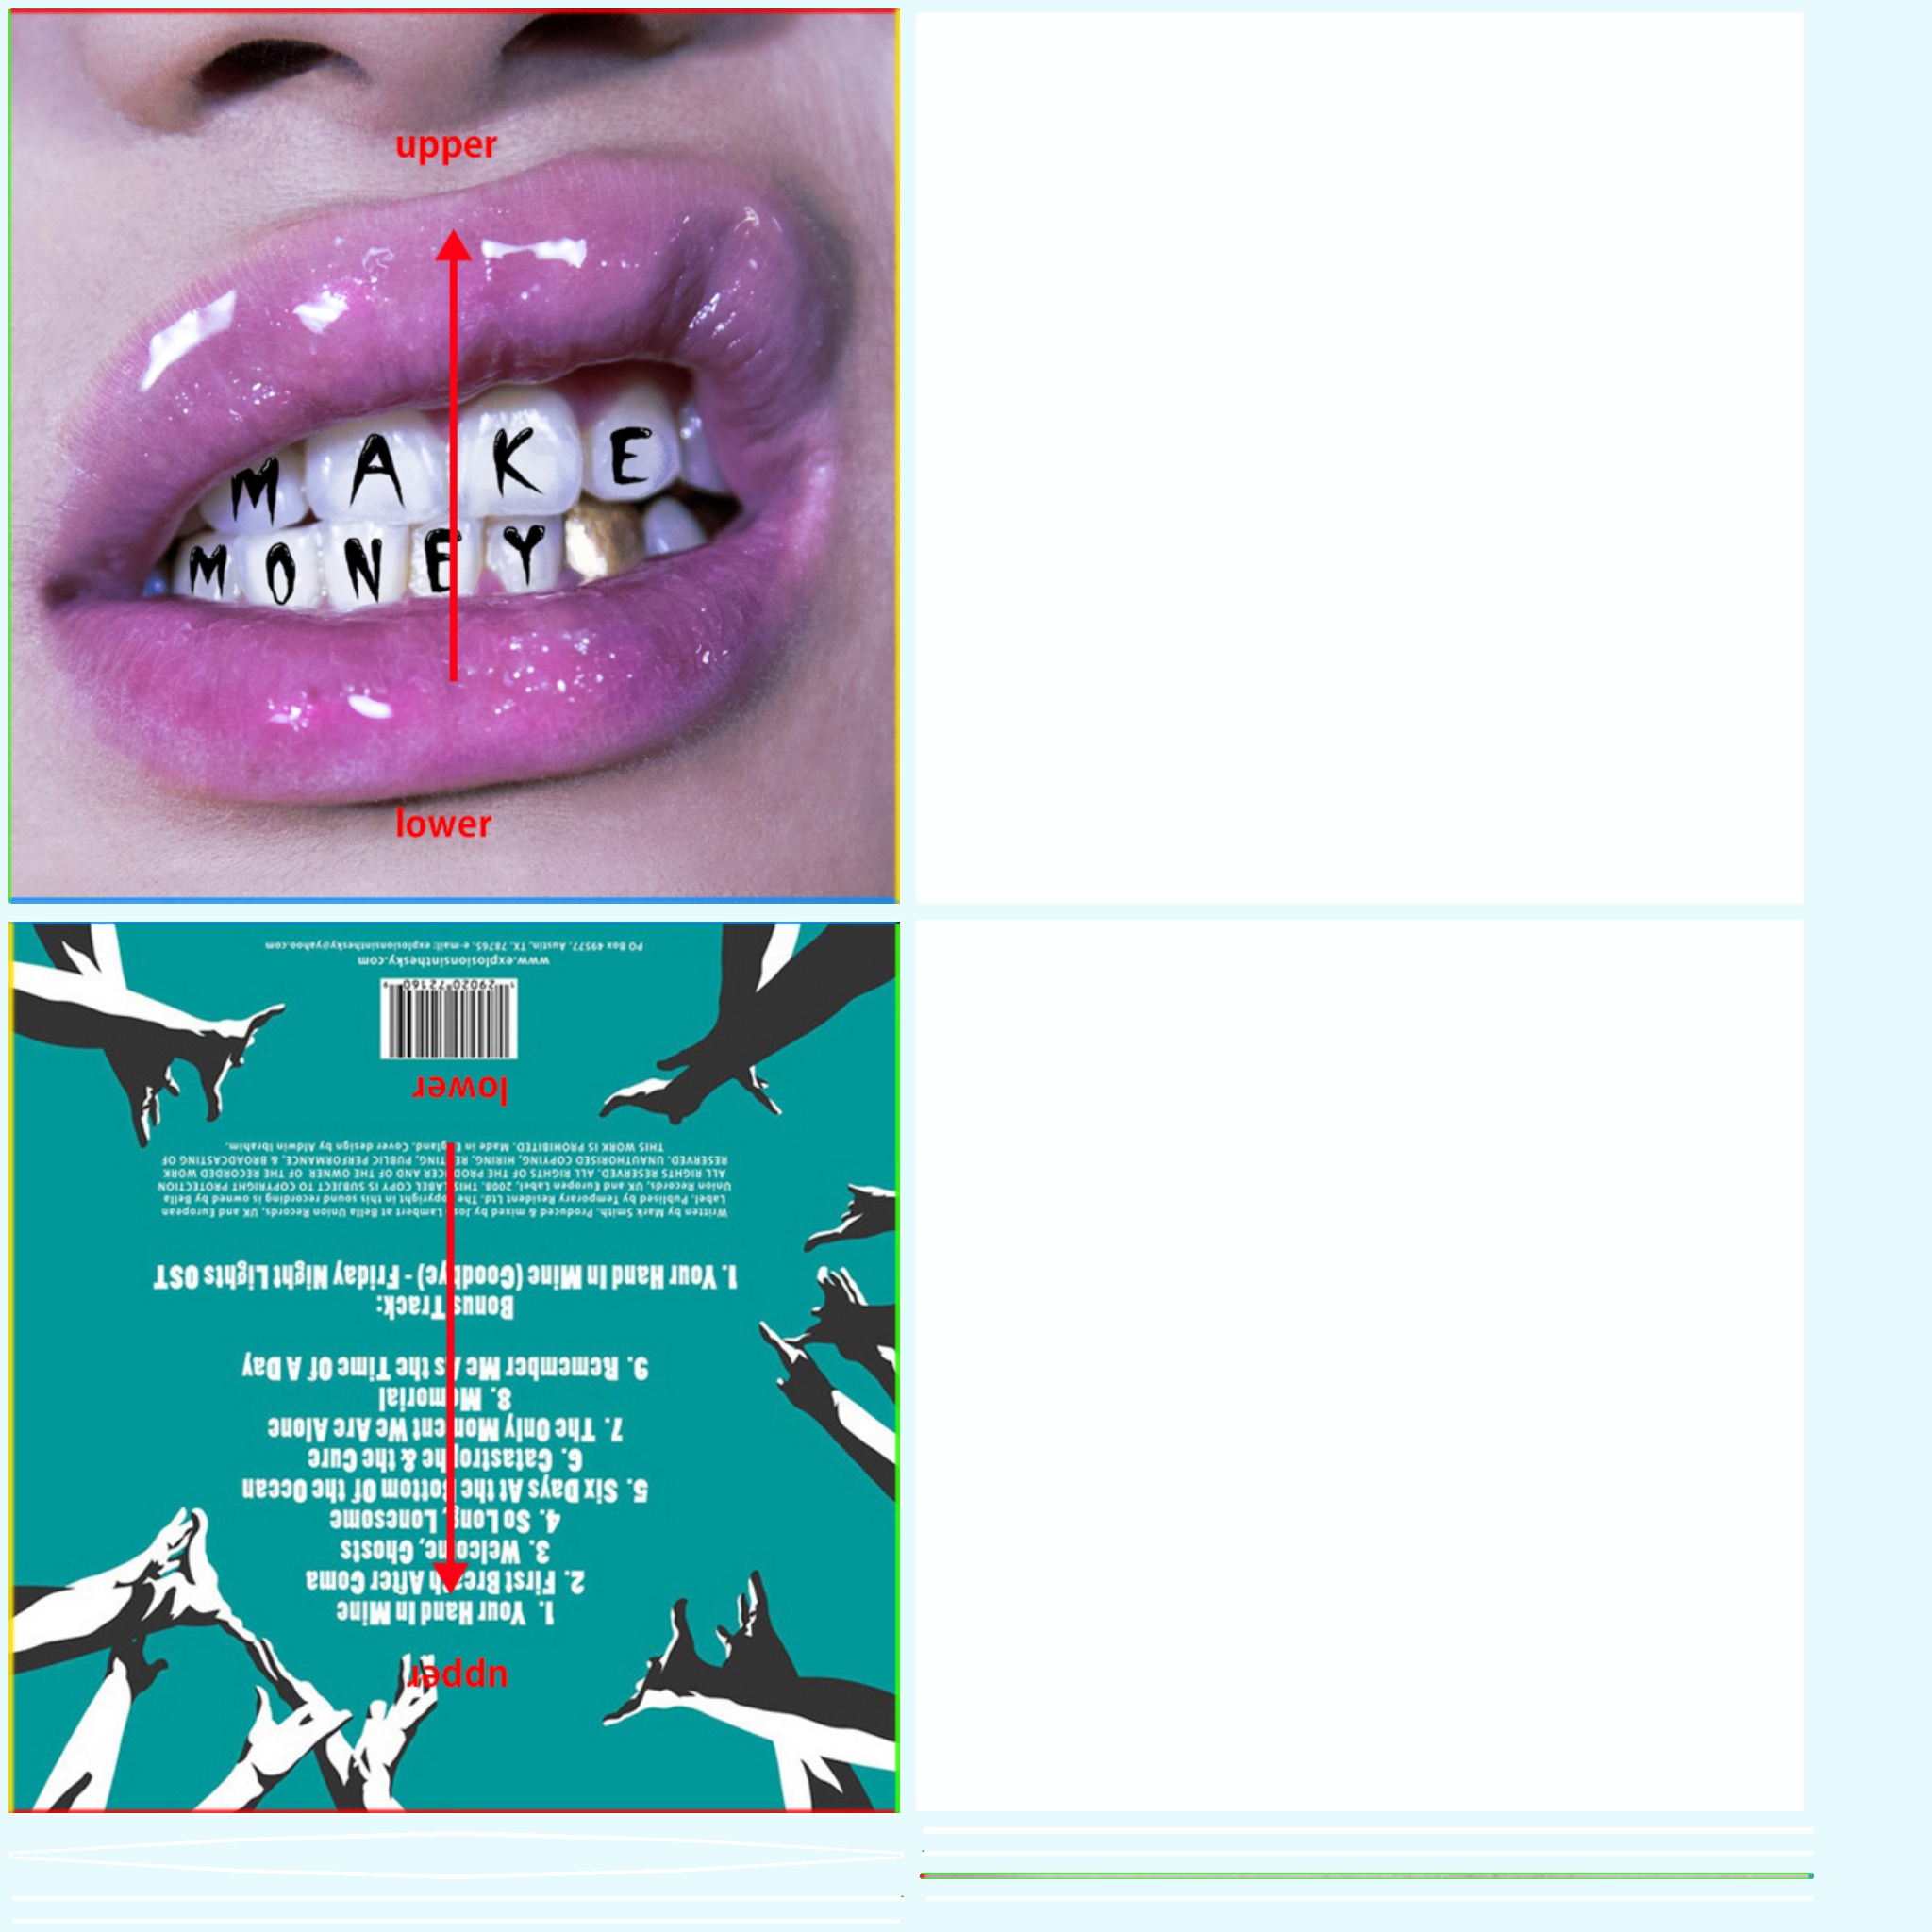 upper
MAKE
MONEY
lower
PO Box 49577. Austin, TX. 78765. e-mail: explosionsinthesky@yahoo.com
www.explosionsinthesky.com
1 29020 72160 9
lower
THIS WORK IS PROHIBITED. Made in England. Cover design by Aldwin Ibrahim.
RESERVED. UNAUTHORISED COPYING, HIRING, RENTING, PUBLIC PERFORMANCE, & BROADCASTING OF
ALL RIGHTS RESERVED. ALL RIGHTS OF THE PRODUCER AND OF THE OWNER OF THE RECORDED WORK
Union Records, UK and Europen Label, 2008. THIS LABEL COPY IS SUBJECT TO COPYRIGHT PROTECTION
Label. Publised by Temporary Resident Ltd. The copyright in this sound recording is owned by Bella
Written by Mark Smith. Produced & mixed by Josh Lambert at Bella Union Records, UK and European
1. Your Hand In Mine (Goodbye) - Friday Night Lights OST
Bonus Track:
9. Remember Me As the Time Of A Day
8. Memorial
7. The Only Moment We Are Alone
6. Catastrophe & the Cure
5. Six Days At the Bottom Of the Ocean
4. So Long, Lonesome
3. Welcome, Ghosts
2. First Breath After Coma
1. Your Hand In Mine
upper